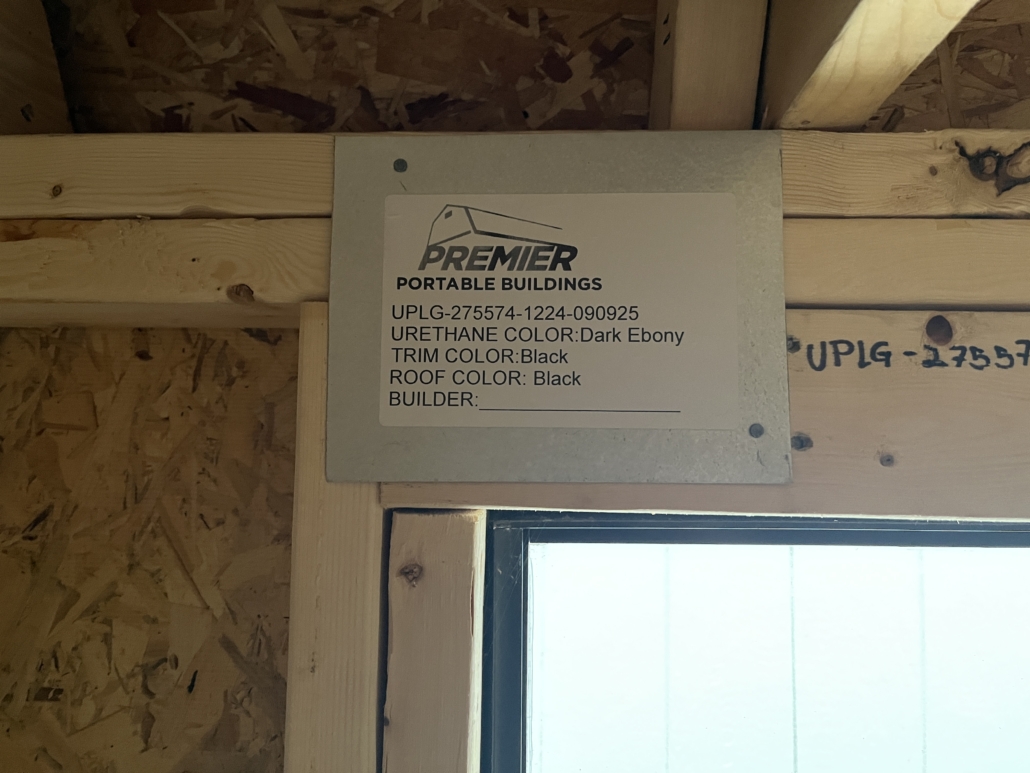 PREMIER
PORTABLE BUILDINGS
UPLG-275574-1224-090925
URETHANE COLOR:Dark Ebony
TRIM COLOR:Black
ROOF COLOR: Black
BUILDER:____________________
UPLG-27557